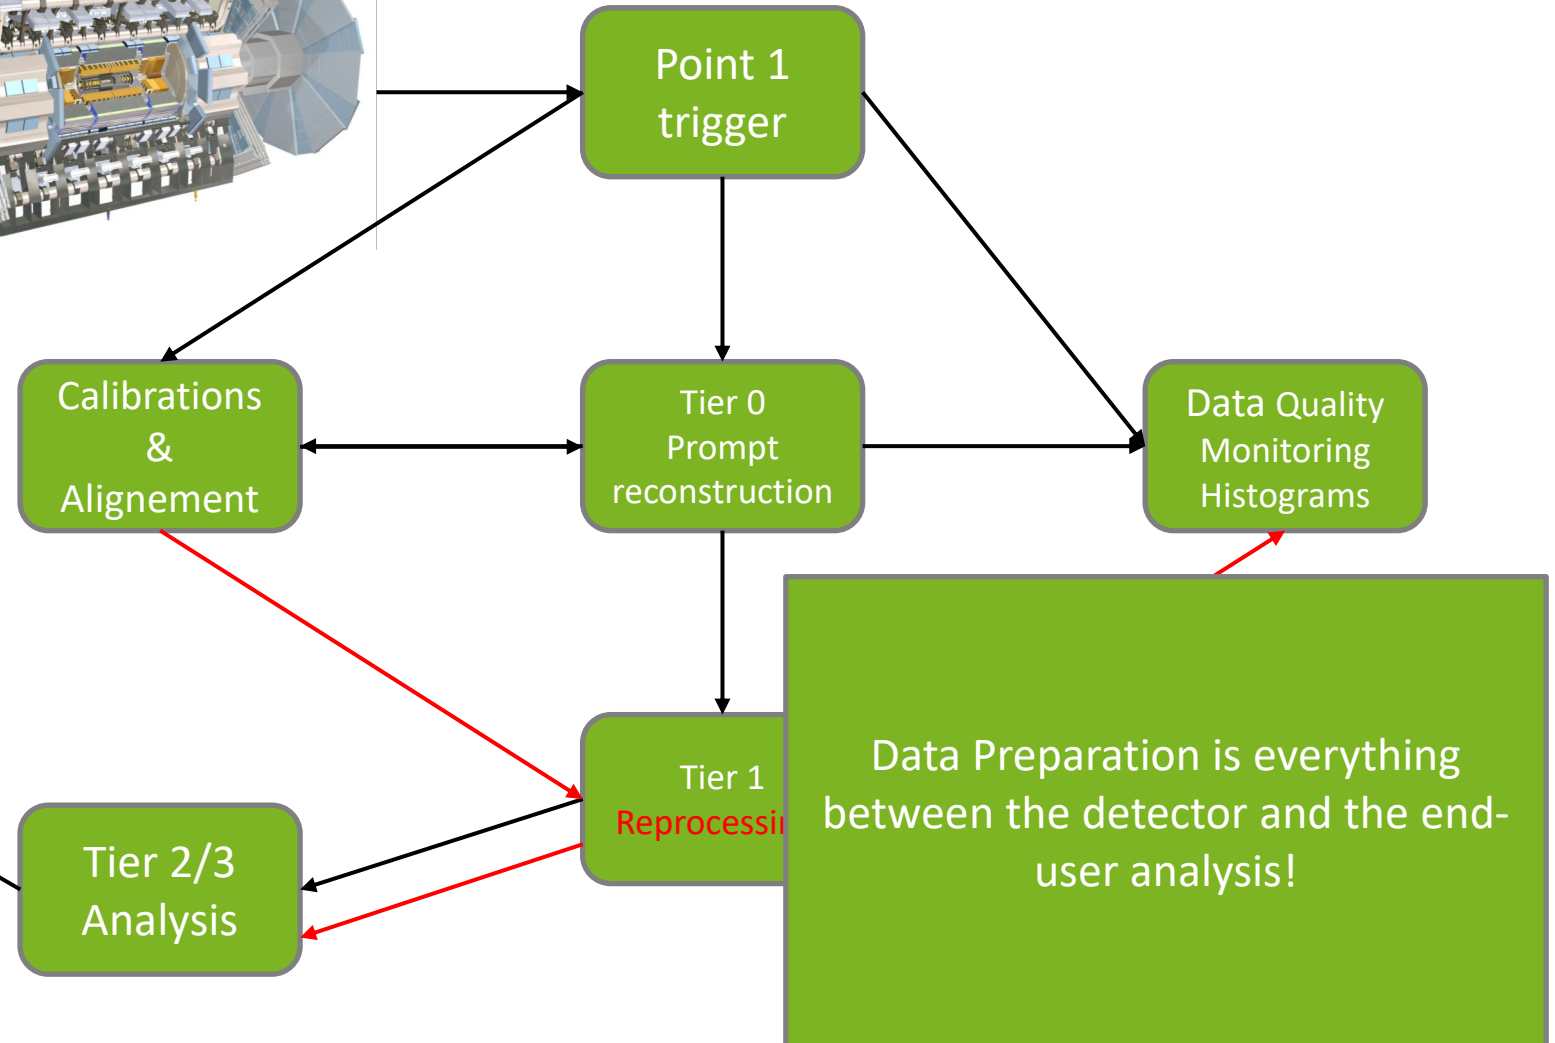 Point 1
trigger
Calibrations
&
Alignement
Tier 0
Prompt
reconstruction
Data Quality
Monitoring
Histograms
Tier 1
Data Preparation is everything
between the detector and the end-
user analysis!
Tier 2/3
Analysis